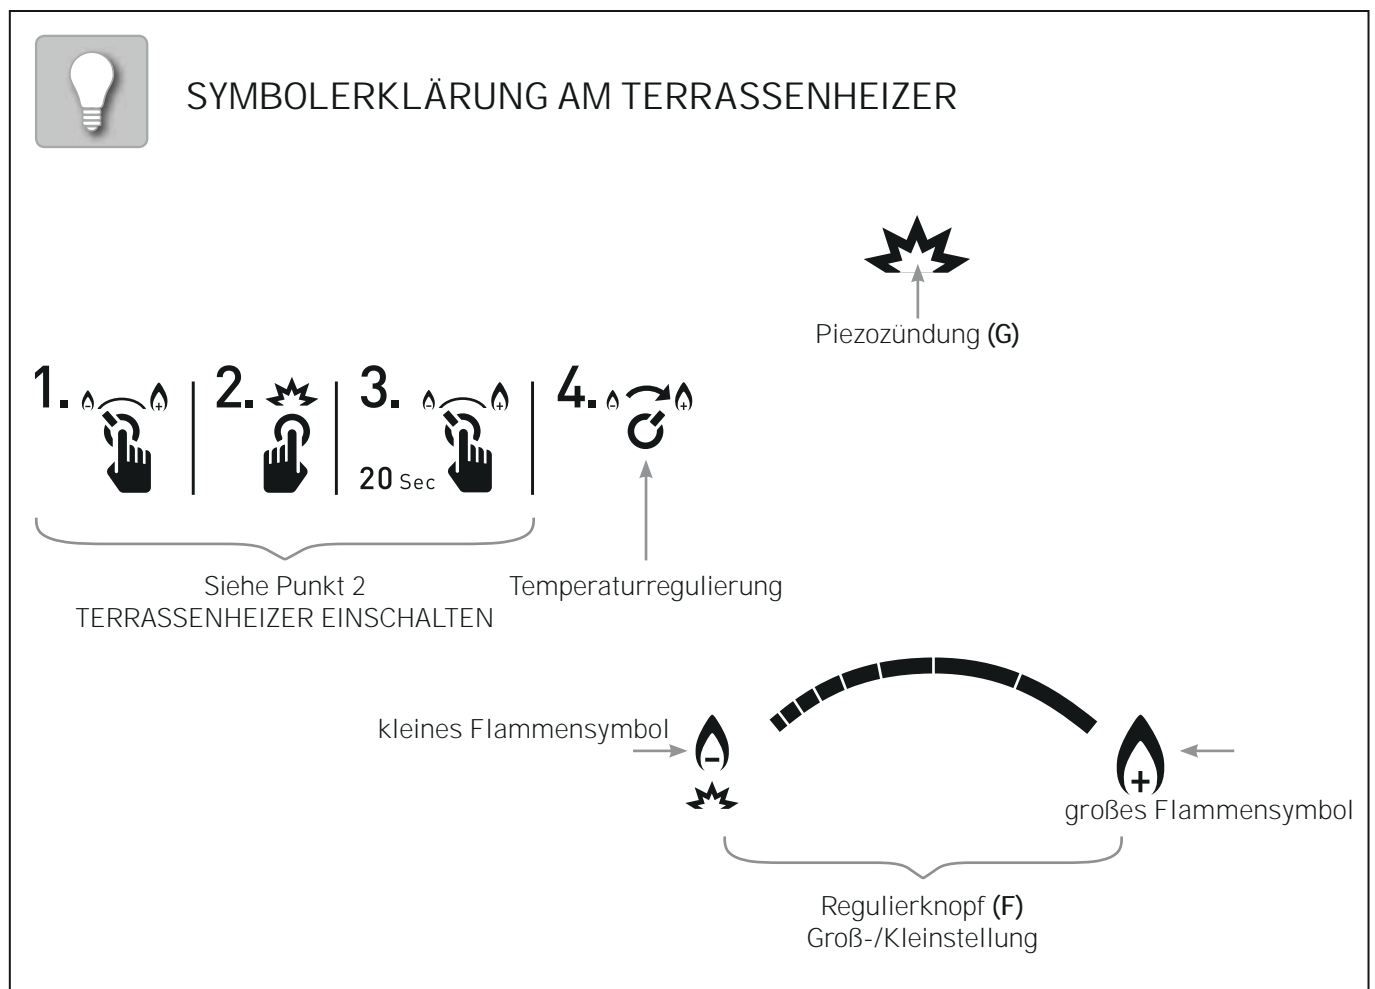 SYMBOLERKLÄRUNG AM TERRASSENHEIZER
Piezozündung (G)
1. 2. 3. 4.
20 Sec
Siehe Punkt 2
TERRASSENHEIZER EINSCHALTEN
Temperaturregulierung
kleines Flammensymbol
großes Flammensymbol
Regulierknopf (F)
Groß-/Kleinstellung